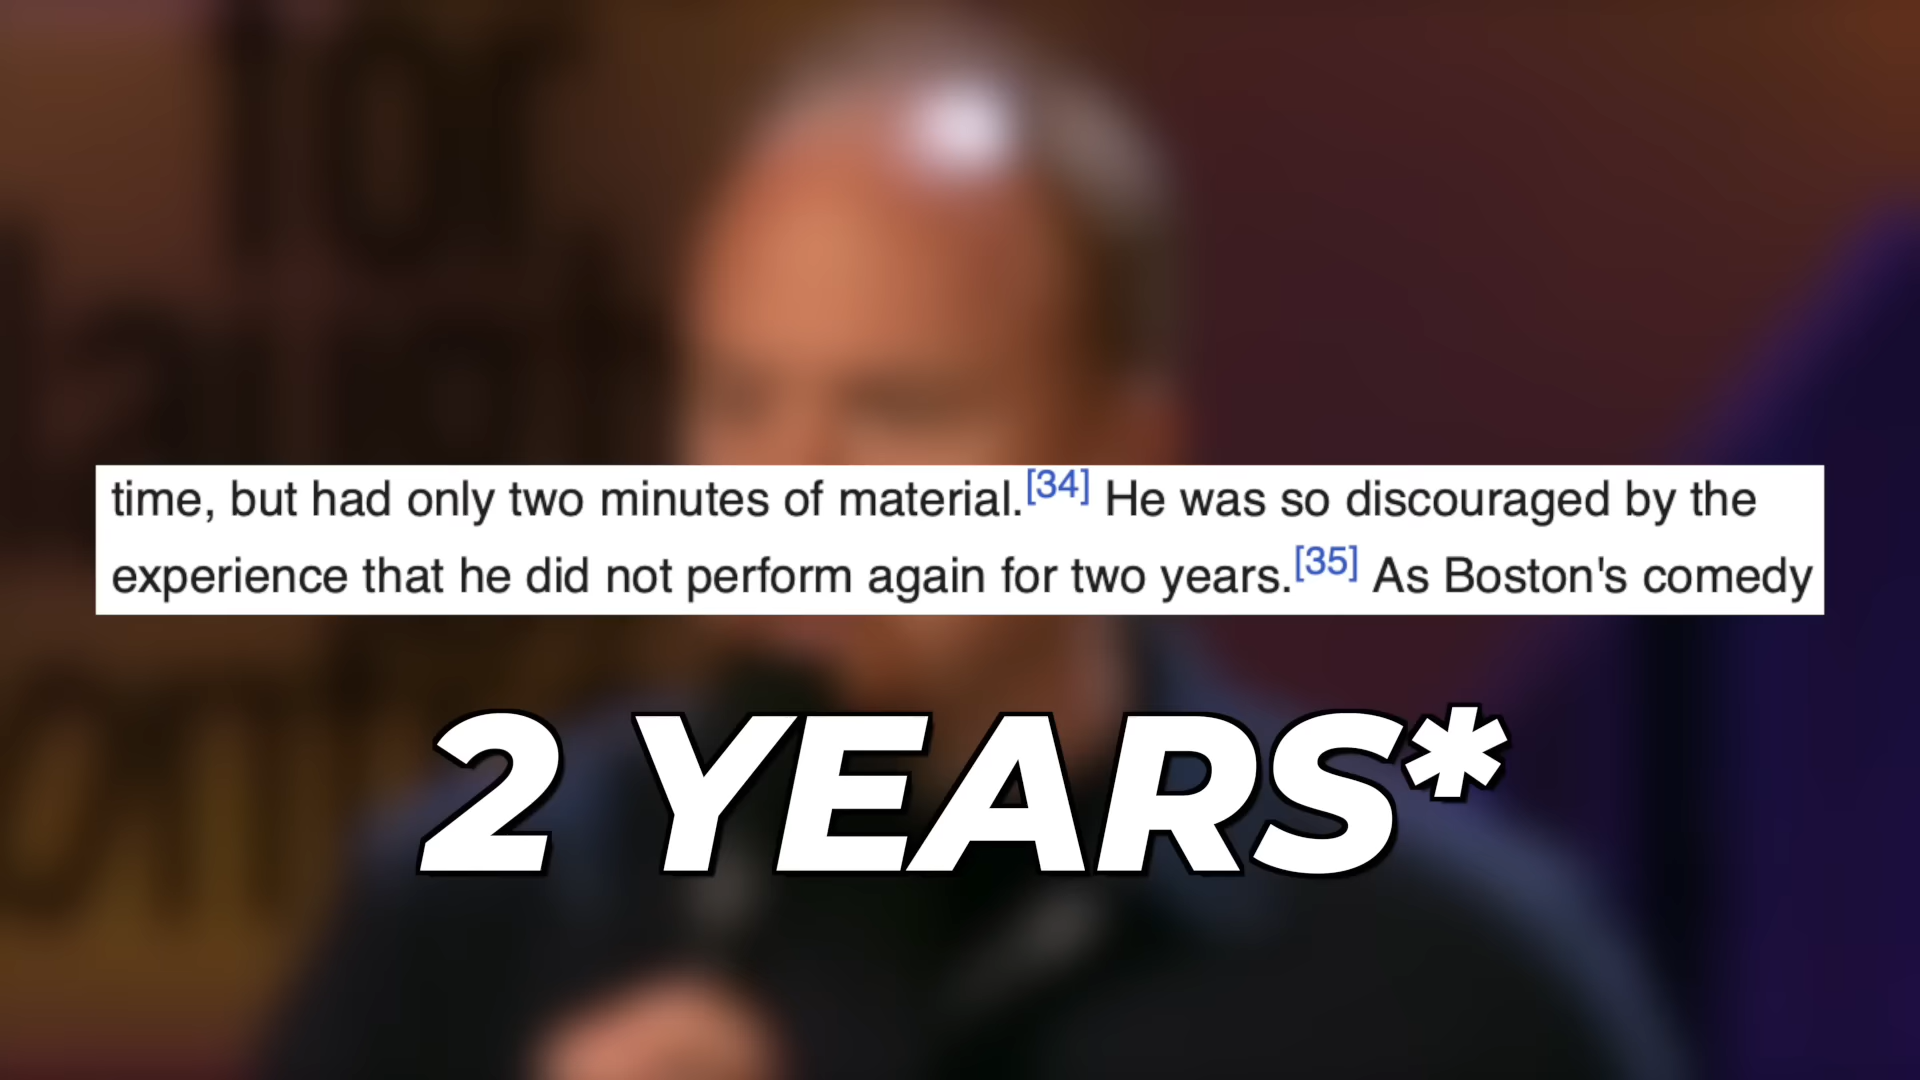 time, but had only two minutes of material.[34] He was so discouraged by the
experience that he did not perform again for two years.[35] As Boston's comedy
2 YEARS*